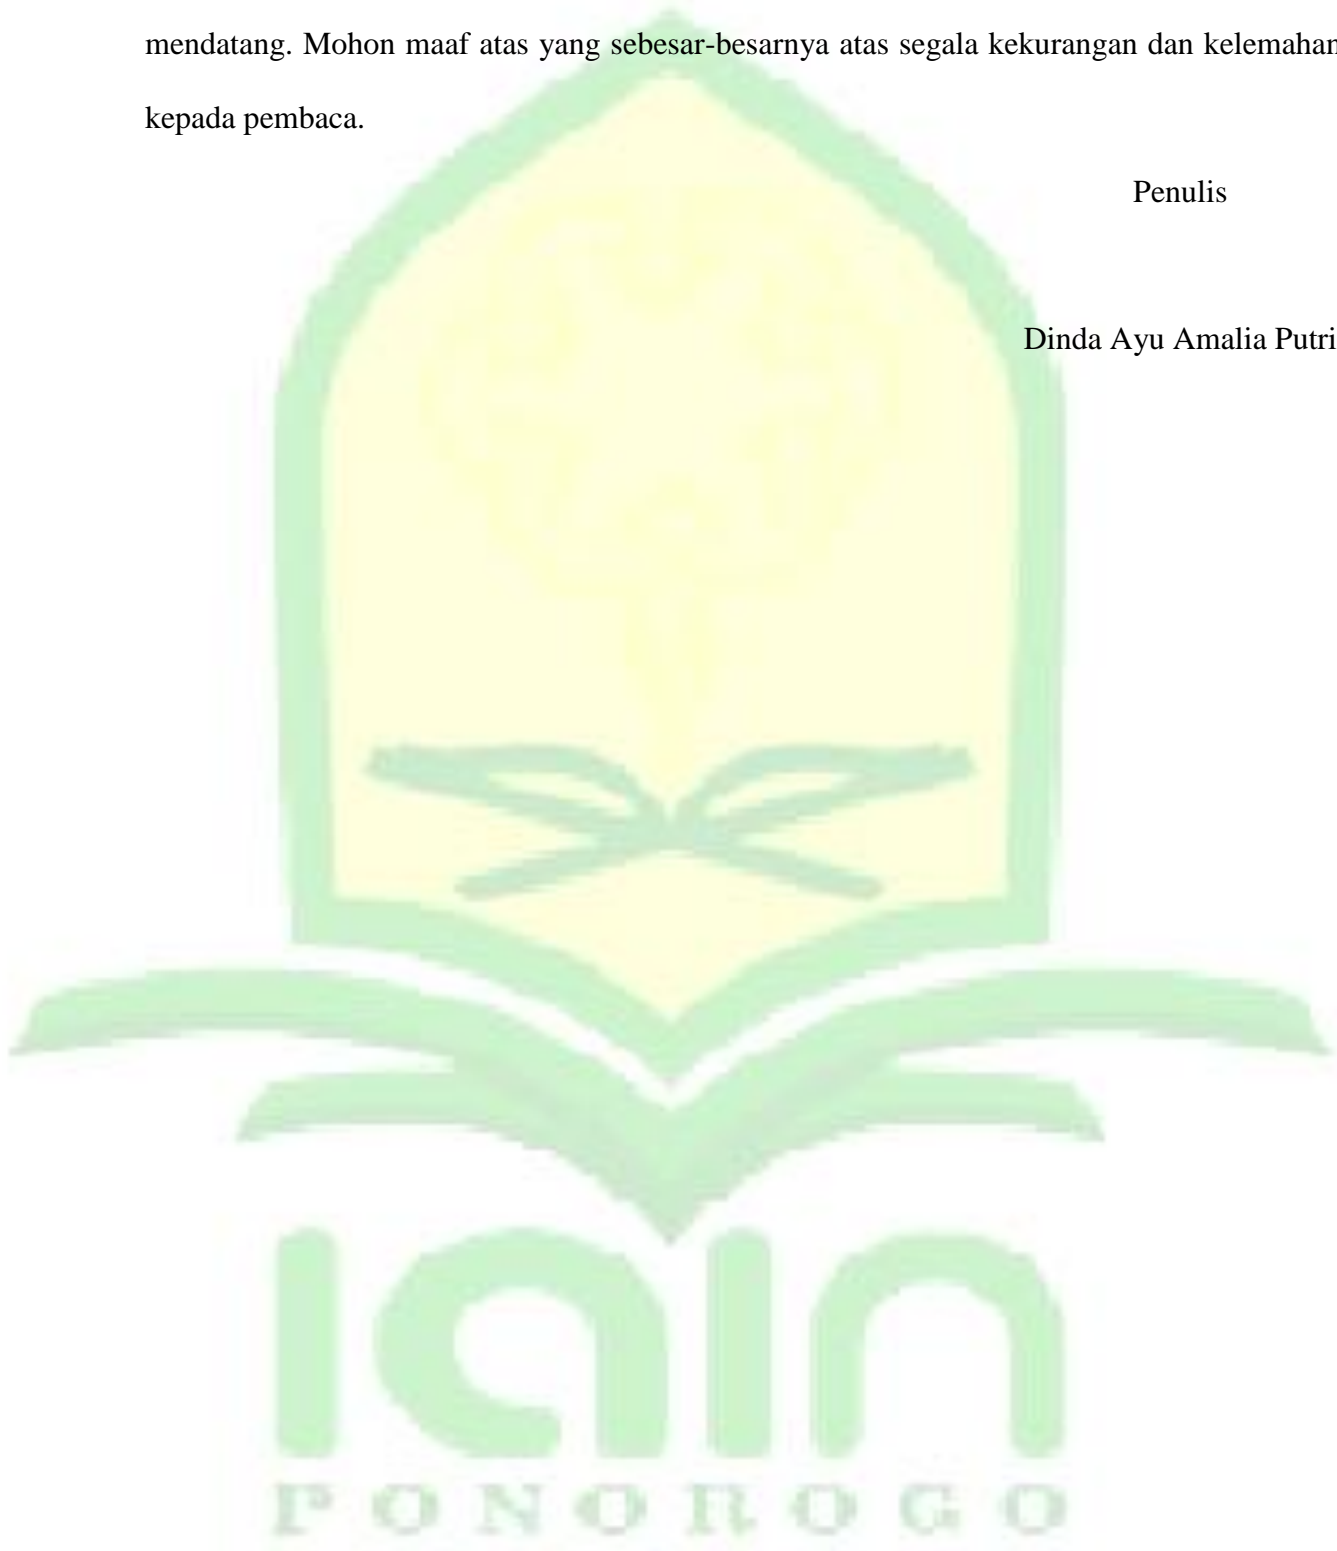 mendatang. Mohon maaf atas yang sebesar-besarnya atas segala kekurangan dan kelemahan
kepada pembaca.
Penulis
Dinda Ayu Amalia Putri
iain
PONOROGO